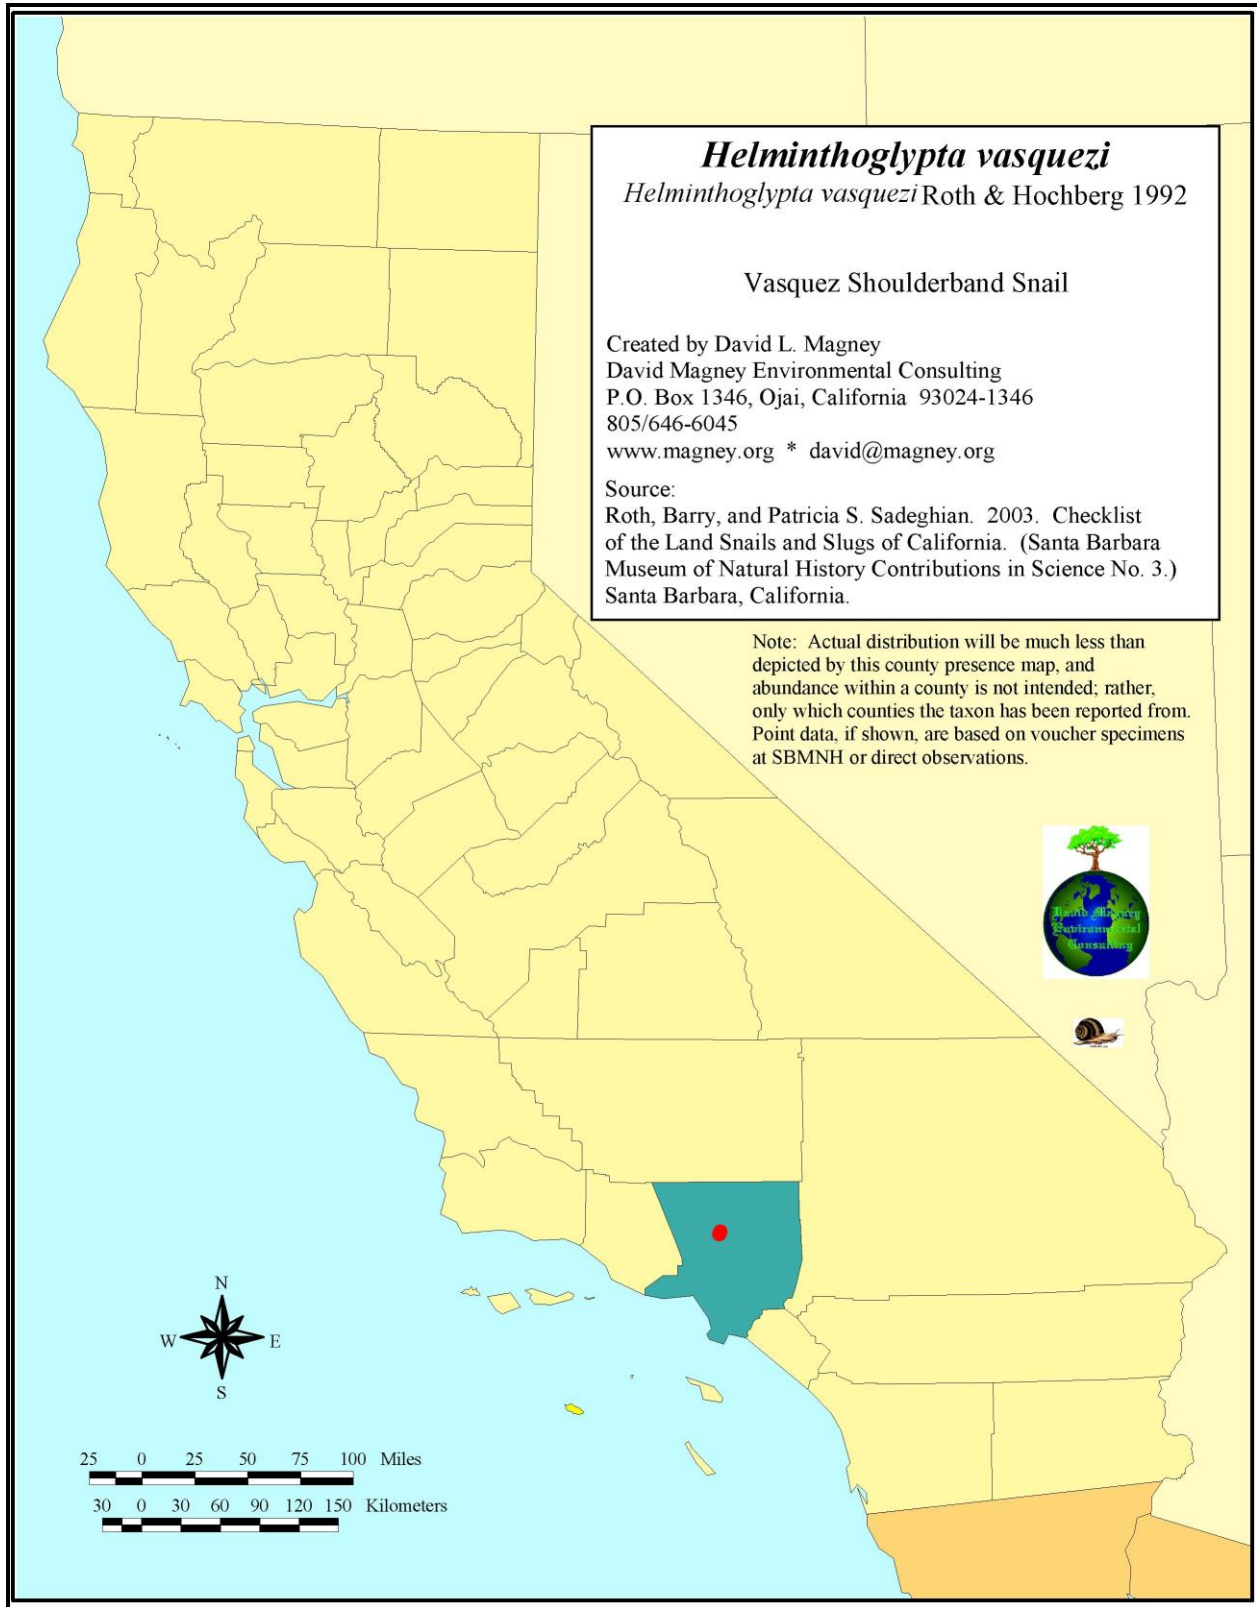 Helminthoglypta vasquezi
Helminthoglypta vasquezi Roth & Hochberg 1992
Vasquez Shoulderband Snail
Created by David L. Magney
David Magney Environmental Consulting
P.O. Box 1346, Ojai, California 93024-1346
805/646-6045
www.magney.org * david@magney.org
Source:
Roth, Barry, and Patricia S. Sadeghian. 2003. Checklist
of the Land Snails and Slugs of California. (Santa Barbara
Museum of Natural History Contributions in Science No. 3.)
Santa Barbara, California.
Note: Actual distribution will be much less than
depicted by this county presence map, and
abundance within a county is not intended; rather,
only which counties the taxon has been reported from.
Point data, if shown, are based on voucher specimens
at SBMNH or direct observations.
David Magney
Environmental
Consulting
N
W E
S
25 0 25 50 75 100 Miles
30 0 30 60 90 120 150 Kilometers